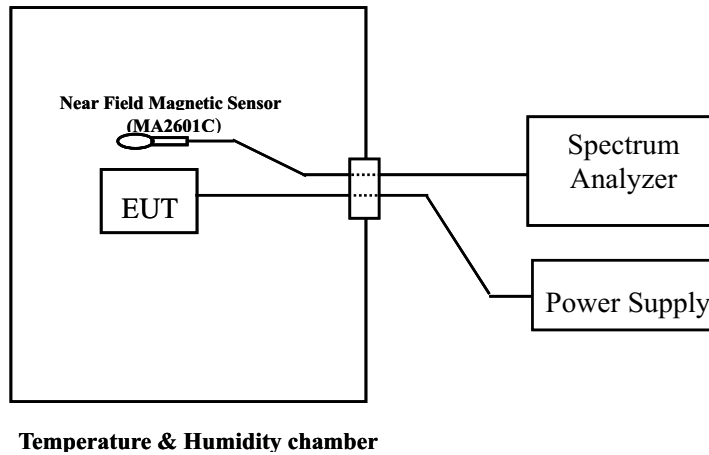 Near Field Magnetic Sensor
(MA2601C)
EUT
Spectrum
Analyzer
Power Supply
Temperature & Humidity chamber